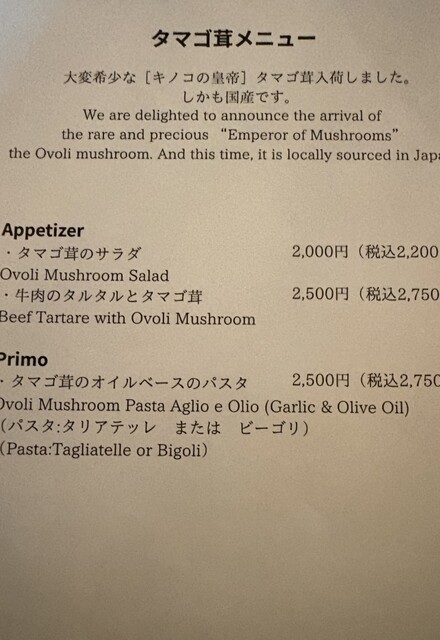 タマゴ茸メニュー
大変希少な［キノコの皇帝］タマゴ茸入荷しました。
しかも国産です。
We are delighted to announce the arrival of
the rare and precious “Emperor of Mushrooms”
the Ovoli mushroom. And this time, it is locally sourced in Japa
Appetizer
・タマゴ茸のサラダ 2,000円（税込2,200
Ovoli Mushroom Salad
・牛肉のタルタルとタマゴ茸 2,500円（税込2,750
Beef Tartare with Ovoli Mushroom
Primo
・タマゴ茸のオイルベースのパスタ 2,500円（税込2,750
Ovoli Mushroom Pasta Aglio e Olio (Garlic & Olive Oil)
（パスタ:タリアテッレ　または　ビーゴリ）
（Pasta:Tagliatelle or Bigoli）